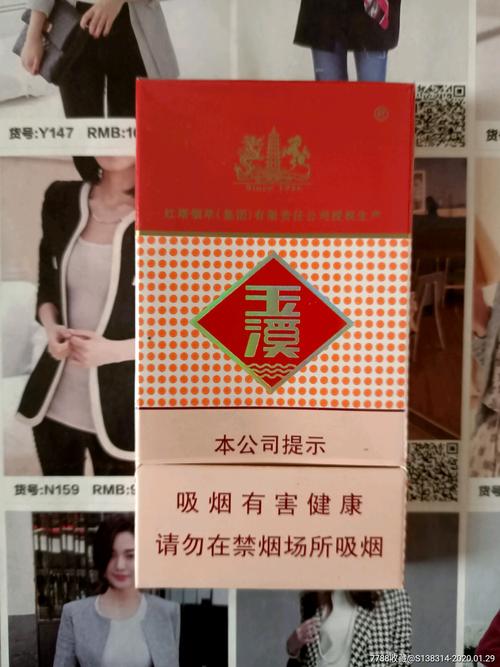 货号:Y147 RMB:1
®
Since 1956
红塔烟草(集团)有限责任公司授权生产
玉溪
本公司提示
货号:N159 RMB:9
吸烟有害健康
请勿在禁烟场所吸烟
7788收藏@S138314-2020.01.29